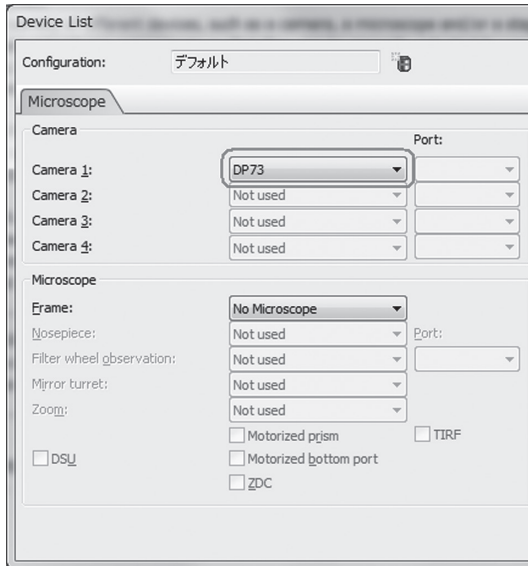 Device List
Configuration: デフォルト
Microscope
Camera
Port:
Camera 1: DP73
Camera 2: Not used
Camera 3: Not used
Camera 4: Not used
Microscope
Frame: No Microscope
Nosepiece: Not used Port:
Filter wheel observation: Not used
Mirror turret: Not used
Zoom: Not used
Motorized prism TIRF
DSU Motorized bottom port
ZDC